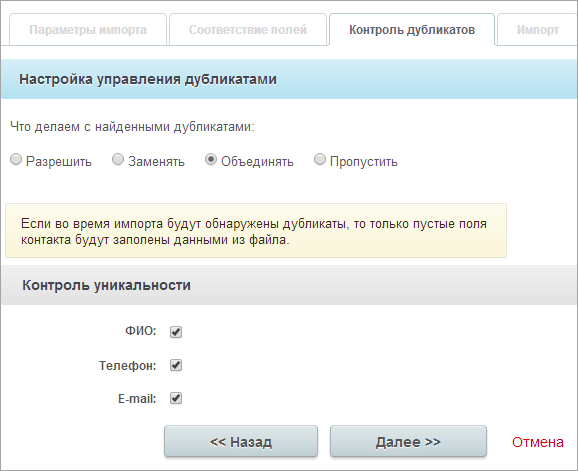 Параметры импорта Соответствие полей Контроль дубликатов Импорт
Настройка управления дубликатами
Что делаем с найденными дубликатами:
Разрешить Заменять Объединять Пропустить
Если во время импорта будут обнаружены дубликаты, то только пустые поля
контакта будут заполены данными из файла.
Контроль уникальности
ФИО:
Телефон:
E-mail:
<< Назад Далее >> Отмена